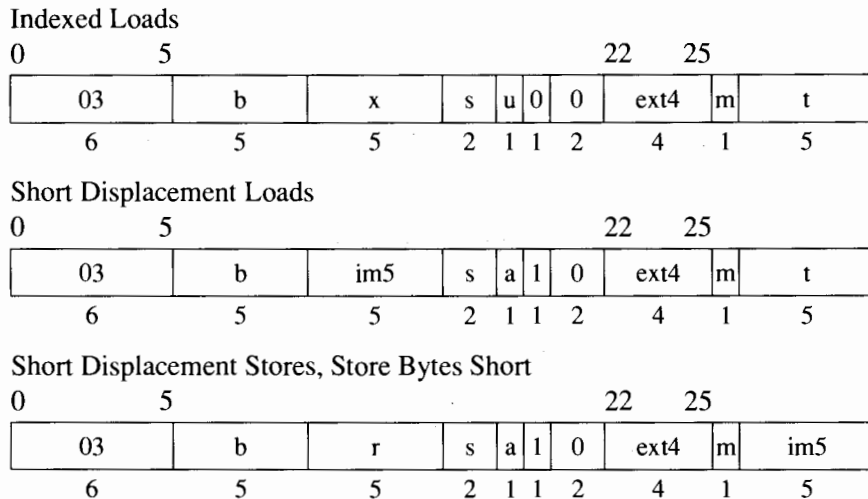 Indexed Loads
0 5 22 25
03 b x s u 0 0 ext4 m t
6 5 5 2 1 1 2 4 1 5
Short Displacement Loads
0 5 22 25
03 b im5 s a 1 0 ext4 m t
6 5 5 2 1 1 2 4 1 5
Short Displacement Stores, Store Bytes Short
0 5 22 25
03 b r s a 1 0 ext4 m im5
6 5 5 2 1 1 2 4 1 5